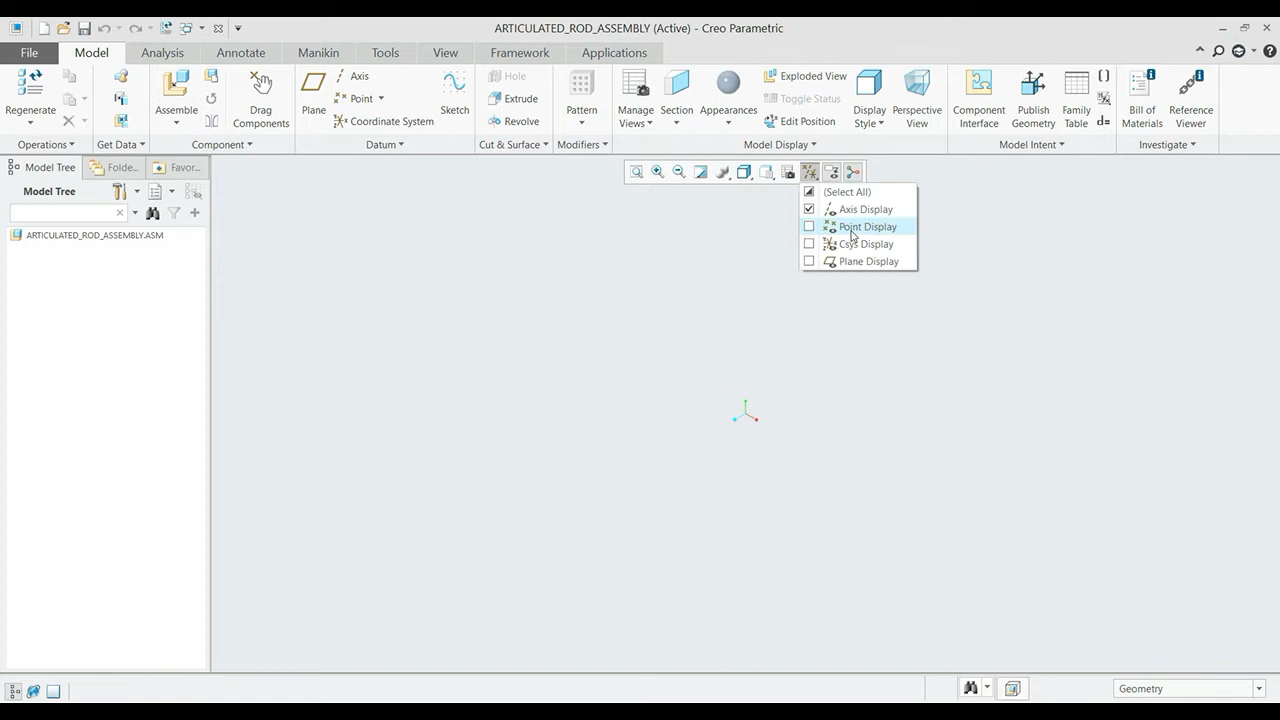 ARTICULATED_ROD_ASSEMBLY (Active) - Creo Parametric
File
Model
Analysis
Annotate
Manikin
Tools
View
Framework
Applications
Regenerate
Operations
Get Data
Assemble
Drag
Components
Component
Plane
Axis
Point
Coordinate System
Sketch
Datum
Hole
Extrude
Revolve
Cut & Surface
Pattern
Modifiers
Manage
Views
Section
Appearances
Exploded View
Toggle Status
Edit Position
Display
Style
Perspective
View
Model Display
Component
Interface
Publish
Geometry
Family
Table
Model Intent
Bill of
Materials
Reference
Viewer
Investigate
Model Tree
Folde...
Favor...
Model Tree
ARTICULATED_ROD_ASSEMBLY.ASM
(Select All)
Axis Display
Point Display
Csys Display
Plane Display
Geometry